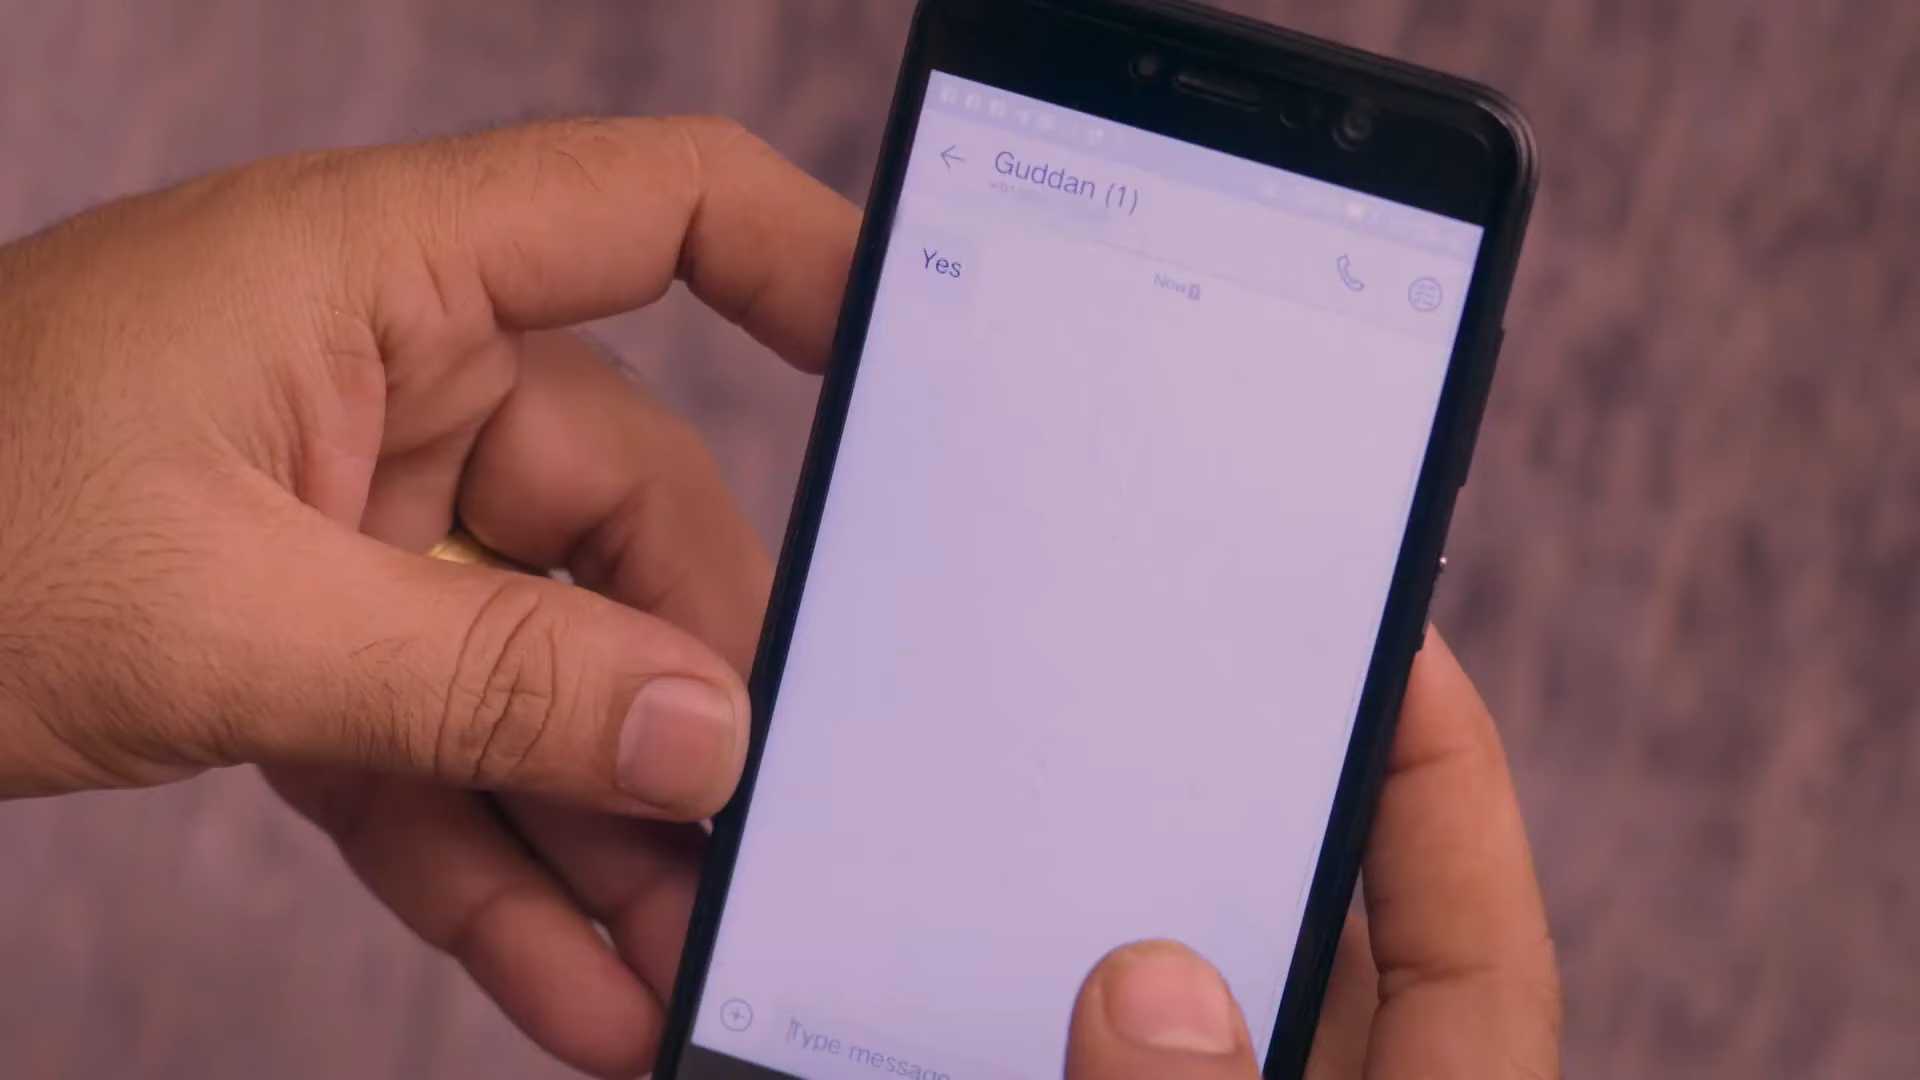 Guddan (1)
Yes
Now
Type message